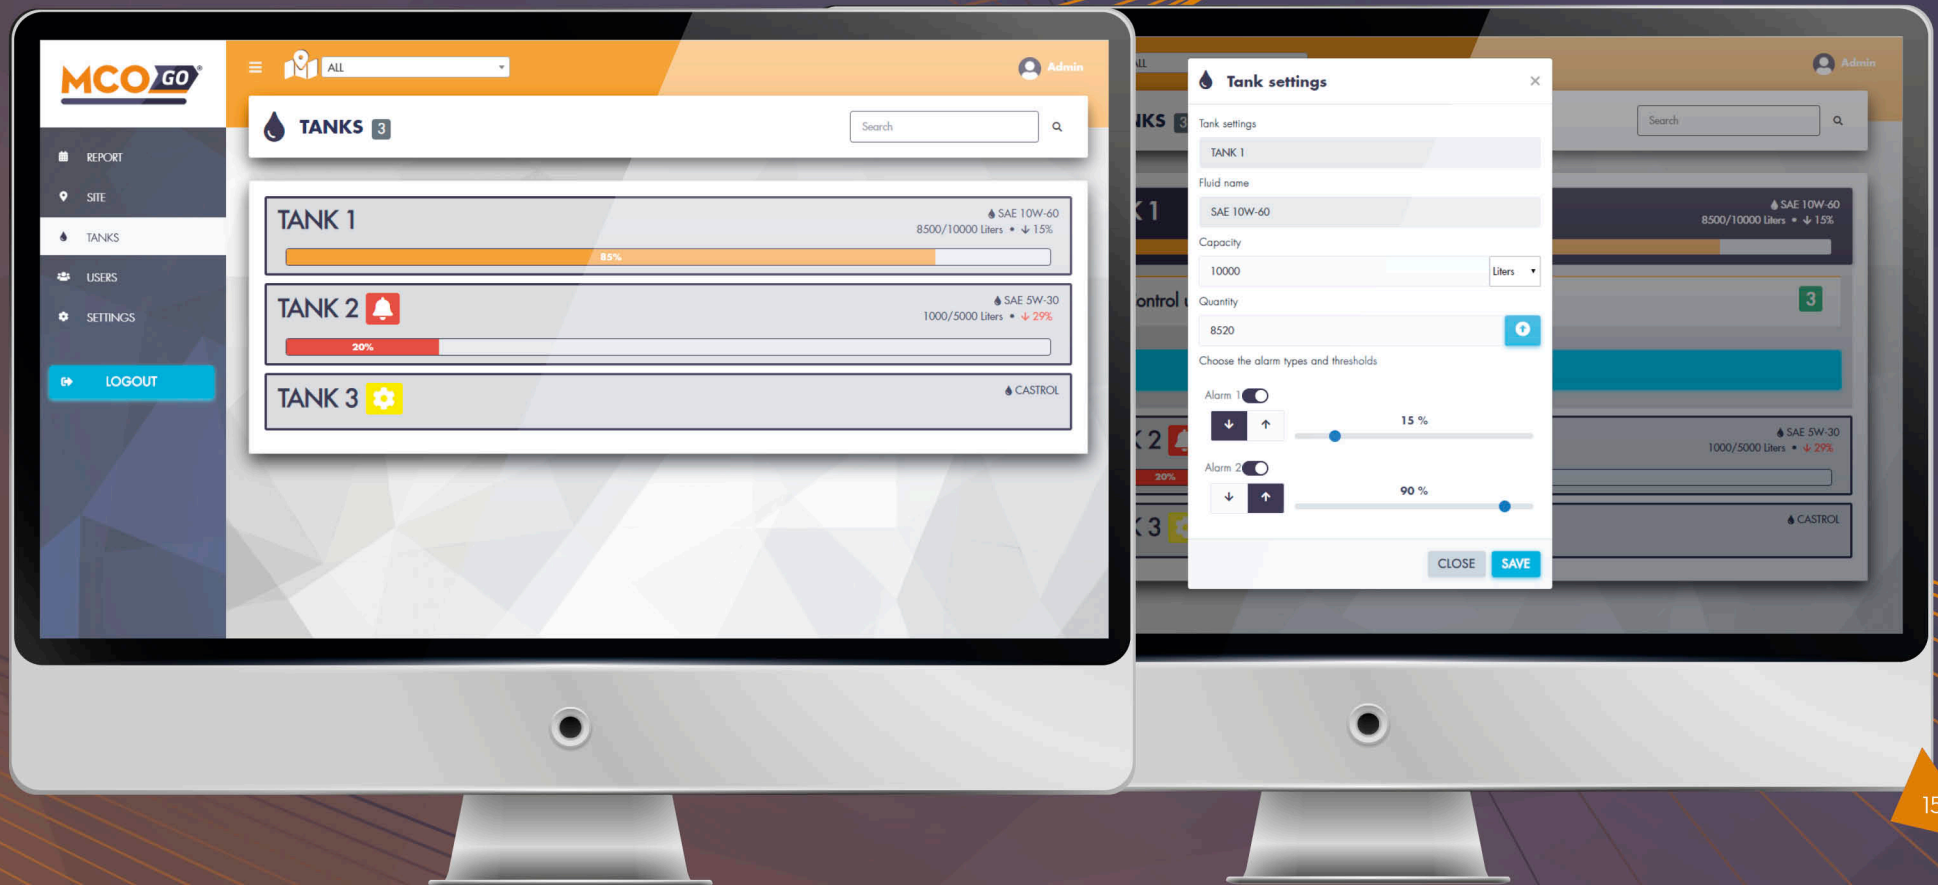 MCO GO®
ALL
Admin
REPORT
SITE
TANKS
USERS
SETTINGS
LOGOUT
TANKS 3
Search
TANK 1
SAE 10W-60
8500/10000 Liters • ↓ 15%
85%
TANK 2
SAE 5W-30
1000/5000 Liters • ↓ 29%
20%
TANK 3
CASTROL
Admin
Search
Tank settings
×
Tank settings
TANK 1
Fluid name
SAE 10W-60
Capacity
10000 Liters
Quantity
8520
Choose the alarm types and thresholds
Alarm 1
↓ ↑ 15 %
Alarm 2
↓ ↑ 90 %
CLOSE SAVE
1
SAE 10W-60
8500/10000 Liters • ↓ 15%
3
2
SAE 5W-30
1000/5000 Liters • ↓ 29%
20%
3
CASTROL
15